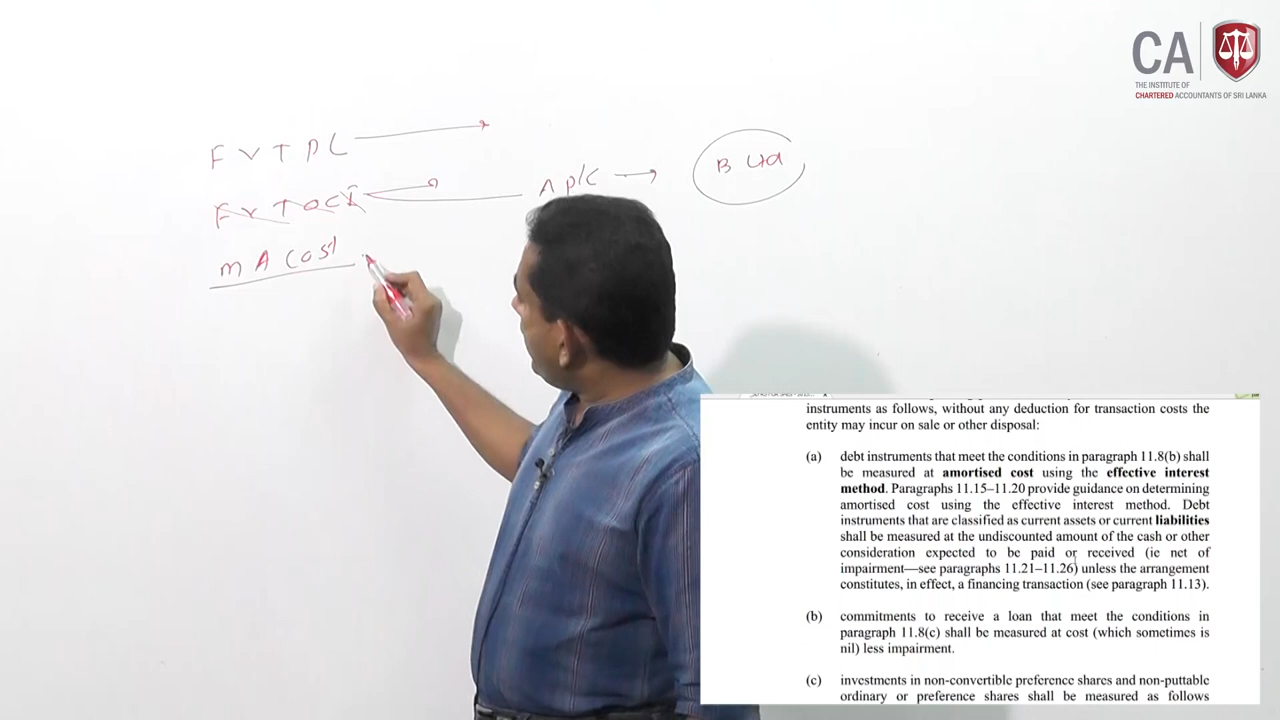 CA
THE INSTITUTE OF
CHARTERED ACCOUNTANTS OF SRI LANKA
F V T P L
F V T O C I
M A Cost
A P/C
B Ltd
instruments as follows, without any deduction for transaction costs the
entity may incur on sale or other disposal:
(a) debt instruments that meet the conditions in paragraph 11.8(b) shall
be measured at amortised cost using the effective interest
method. Paragraphs 11.15–11.20 provide guidance on determining
amortised cost using the effective interest method. Debt
instruments that are classified as current assets or current liabilities
shall be measured at the undiscounted amount of the cash or other
consideration expected to be paid or received (ie net of
impairment—see paragraphs 11.21–11.26) unless the arrangement
constitutes, in effect, a financing transaction (see paragraph 11.13).
(b) commitments to receive a loan that meet the conditions in
paragraph 11.8(c) shall be measured at cost (which sometimes is
nil) less impairment.
(c) investments in non-convertible preference shares and non-puttable
ordinary or preference shares shall be measured as follows